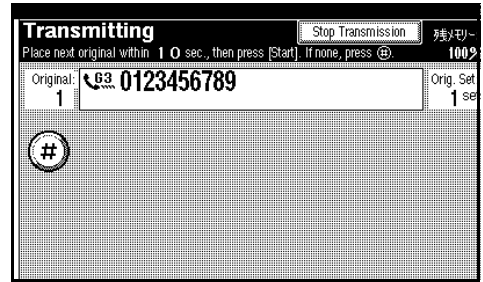 Transmitting Stop Transmission 残メモリー
Place next original within 10 sec., then press [Start]. If none, press #. 100%
Original: G3 0123456789 Orig. Set
1 1 se
#